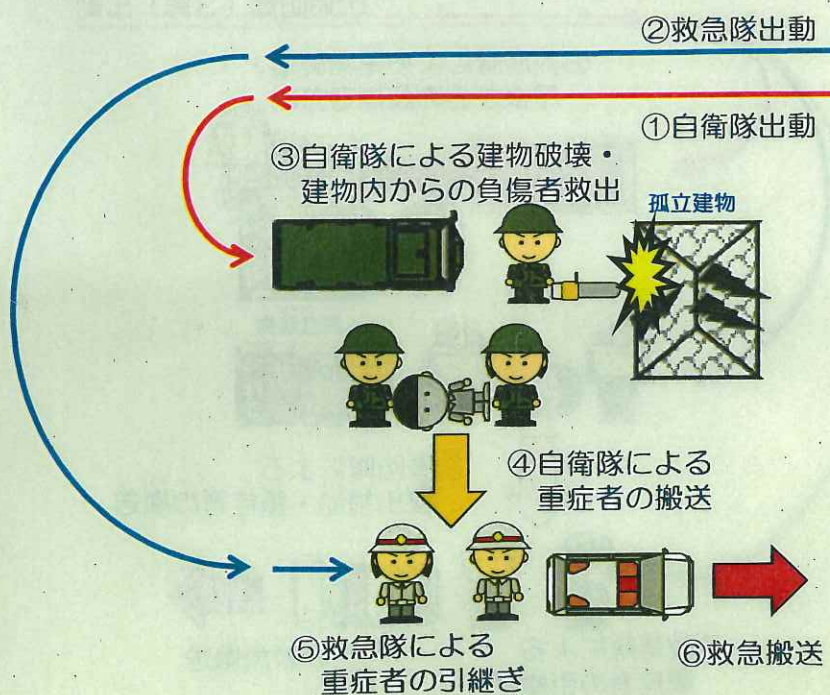 ②救急隊出動
①自衛隊出動
③自衛隊による建物破壊・
建物内からの負傷者救出
孤立建物
④自衛隊による
重症者の搬送
⑤救急隊による
重症者の引継ぎ
⑥救急搬送